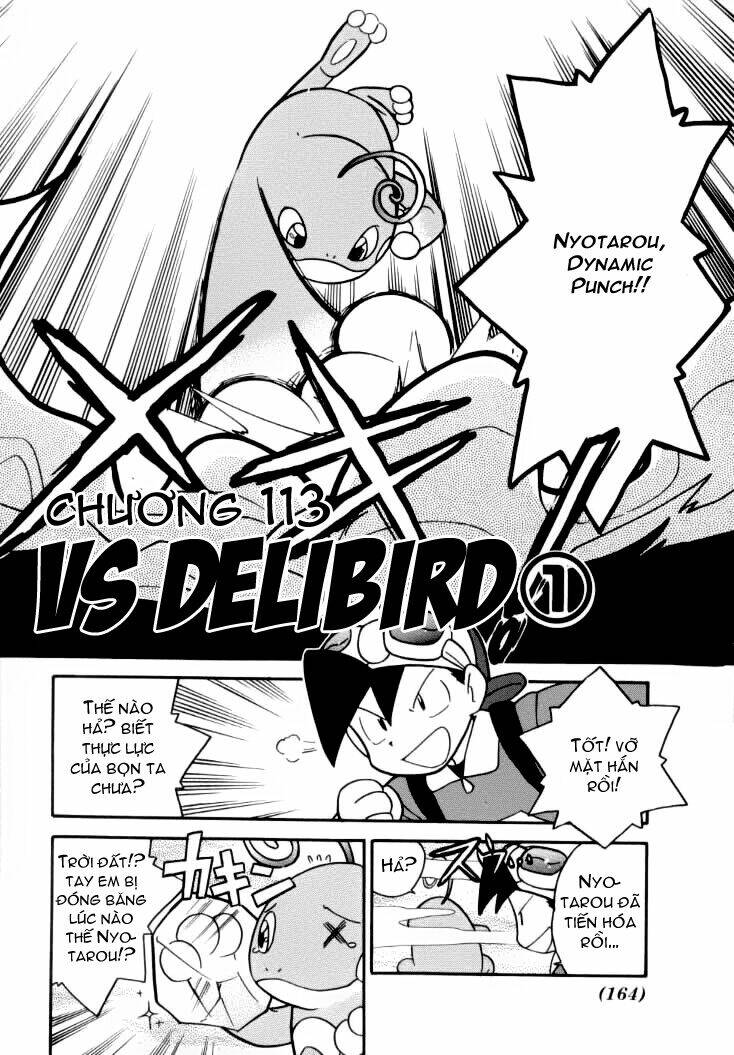 NYOTAROU,
DYNAMIC
PUNCH!!
CHƯƠNG 113
VS DELIBIRD ①
TỐT! VỠ
MẶT HẮN
RỒI!
THẾ NÀO
HẢ? BIẾT
THỰC LỰC
CỦA BỌN TA
CHƯA?
NYO-
TAROU ĐÃ
TIẾN HÓA
RỒI...
HẢ?
TRỜI ĐẤT!?
TAY EM BỊ
ĐÓNG BĂNG
LÚC NÀO
THẾ NYO-
TAROU!?
カキン
(164)